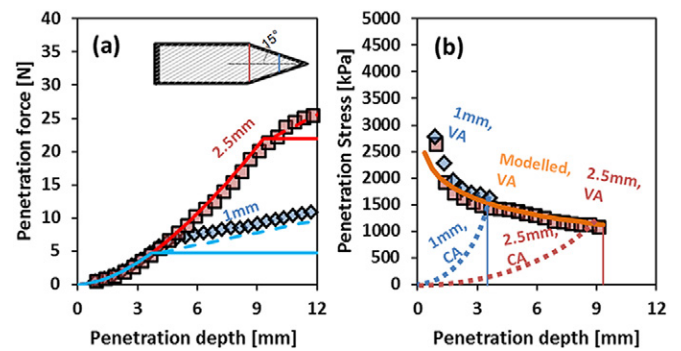 (a)
15°
Penetration force [N]
40
35
30
25
20
15
10
5
0
2.5mm
1mm
0 3 6 9 12
Penetration depth [mm]
(b)
Penetration Stress [kPa]
5000
4500
4000
3500
3000
2500
2000
1500
1000
500
0
1mm,
VA
Modelled,
VA
2.5mm,
VA
1mm,
CA
2.5mm,
CA
0 3 6 9 12
Penetration depth [mm]